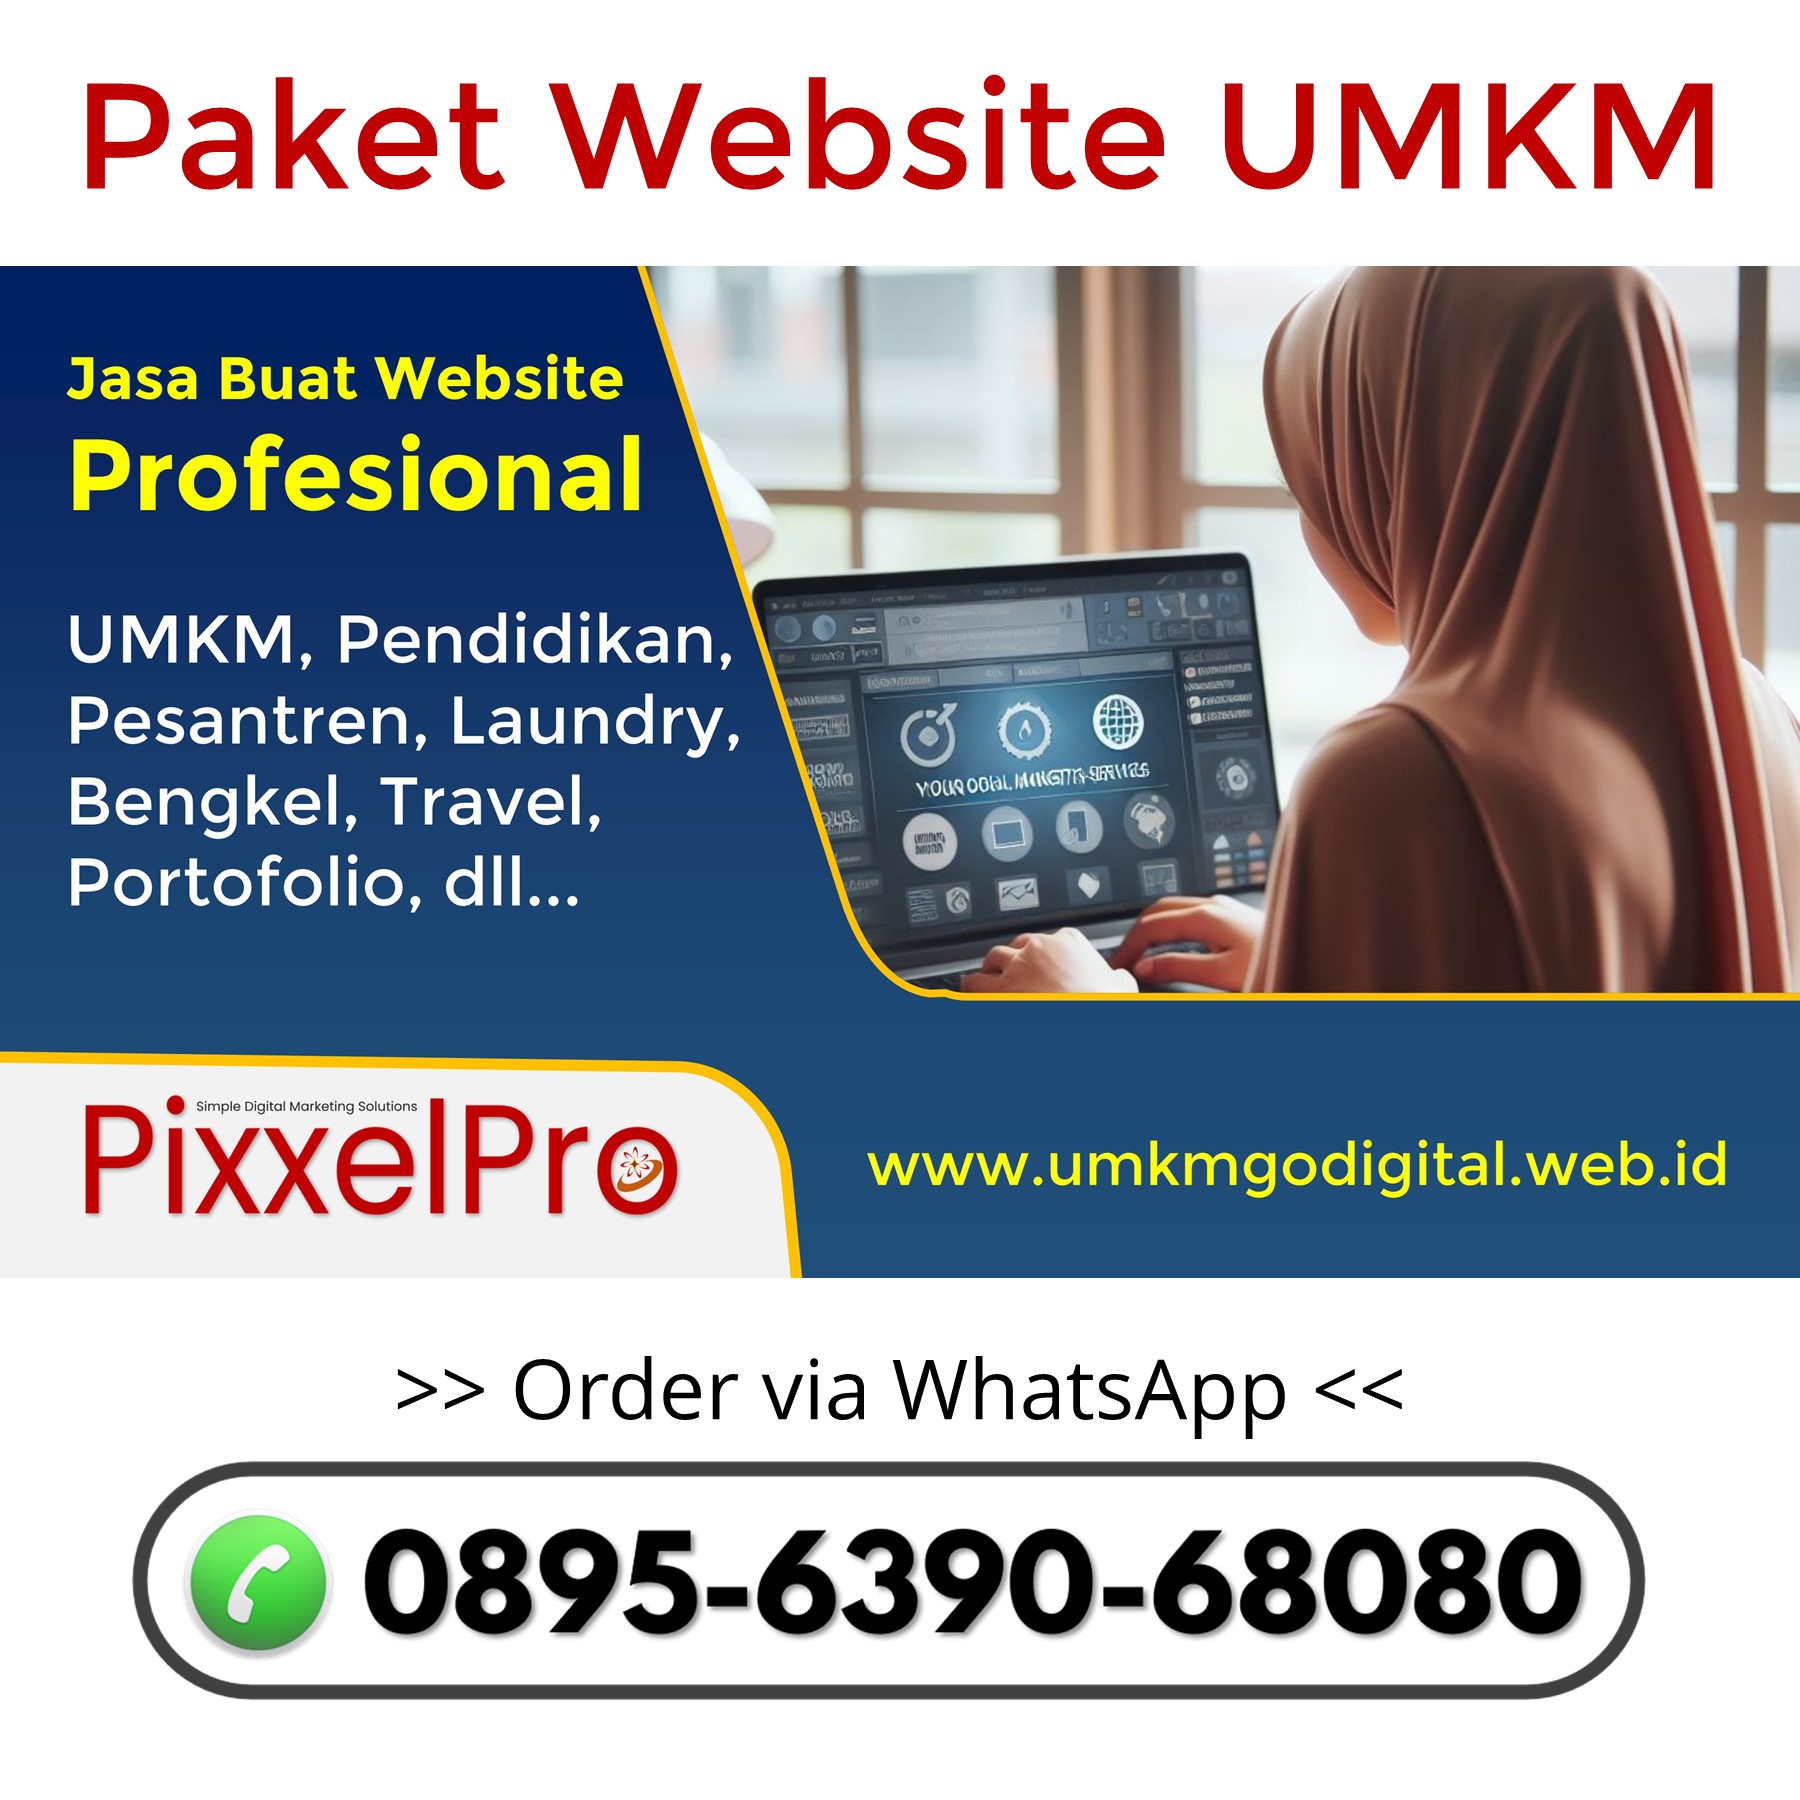 Paket Website UMKM
Jasa Buat Website
Profesional
UMKM, Pendidikan,
Pesantren, Laundry,
Bengkel, Travel,
Portofolio, dll...
Simple Digital Marketing Solutions
PixxelPro
www.umkmgodigital.web.id
>> Order via WhatsApp <<
0895-6390-68080